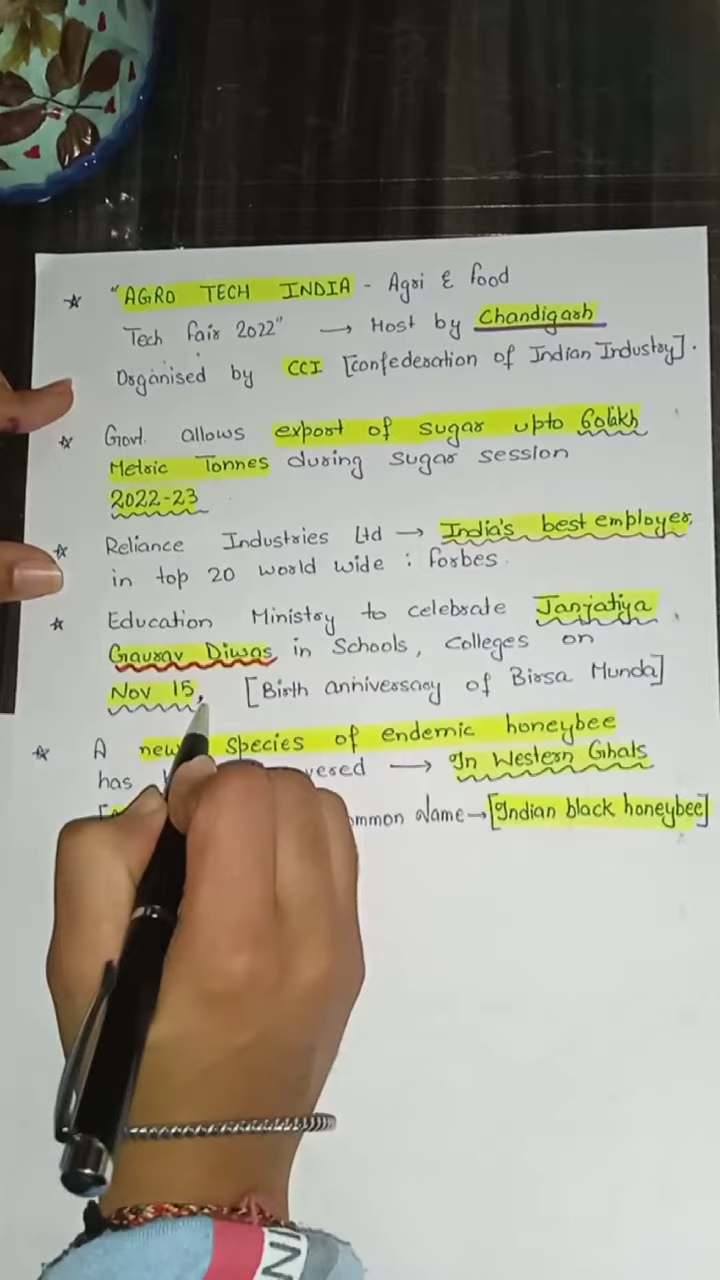 ☆ "AGRO TECH INDIA - Agri & food
Tech fair 2022" → Host by Chandigarh
Organised by CCI [confederation of Indian Industry].
☆ Govt. allows export of sugar upto 60lakh
Metric Tonnes during sugar session
2022-23
☆ Reliance Industries Ltd → India's best employer,
in top 20 world wide : forbes.
☆ Education Ministry to celebrate Janjatiya
Gaurav Diwas in Schools, Colleges on
Nov 15, [Birth anniversary of Birsa Munda]
☆ A new species of endemic honeybee
has → In Western Ghats
Name → [Indian black honeybee]